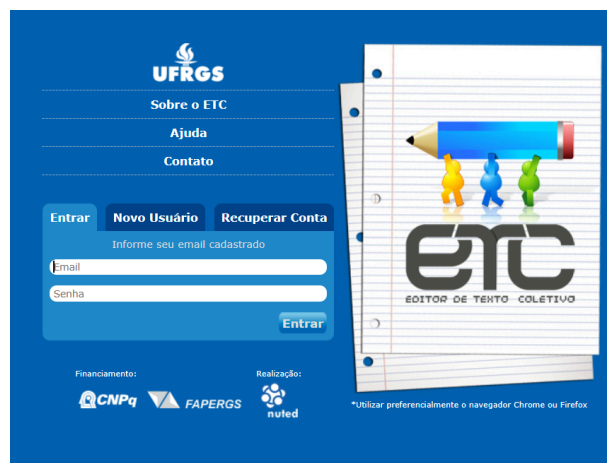 UFRGS
Sobre o ETC
Ajuda
Contato
Entrar
Novo Usuário
Recuperar Conta
Informe seu email cadastrado
Email
Senha
Entrar
Financiamento:
Realização:
CNPq
FAPERGS
nuted
ETC
EDITOR DE TEXTO COLETIVO
*Utilizar preferencialmente o navegador Chrome ou Firefox